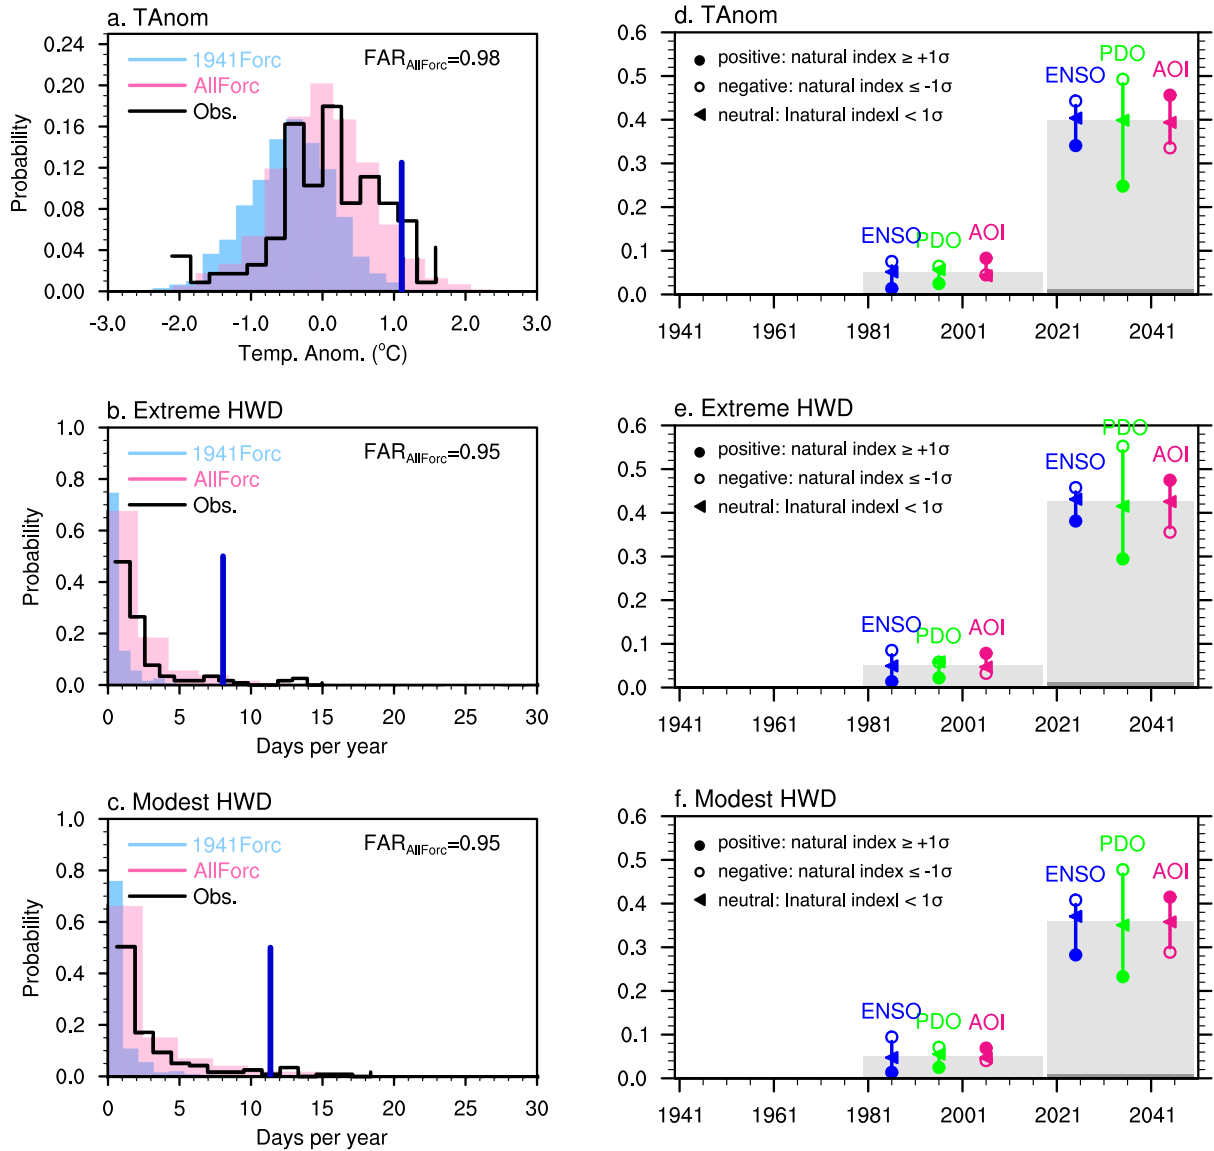 a. TAnom
0.24
0.20
0.16
0.12
0.08
0.04
0.00
Probability
1941Forc
AllForc
Obs.
FARAllForc=0.98
-3.0 -2.0 -1.0 0.0 1.0 2.0 3.0
Temp. Anom. (°C)
d. TAnom
0.6
0.5
0.4
0.3
0.2
0.1
0.0
positive: natural index ≥ +1σ
negative: natural index ≤ -1σ
neutral: Inatural indexI < 1σ
ENSO PDO AOI
ENSO PDO AOI
1941 1961 1981 2001 2021 2041
b. Extreme HWD
1.0
0.8
0.6
0.4
0.2
0.0
Probability
1941Forc
AllForc
Obs.
FARAllForc=0.95
0 5 10 15 20 25 30
Days per year
e. Extreme HWD
0.6
0.5
0.4
0.3
0.2
0.1
0.0
positive: natural index ≥ +1σ
negative: natural index ≤ -1σ
neutral: Inatural indexI < 1σ
ENSO PDO AOI
ENSO PDO AOI
1941 1961 1981 2001 2021 2041
c. Modest HWD
1.0
0.8
0.6
0.4
0.2
0.0
Probability
1941Forc
AllForc
Obs.
FARAllForc=0.95
0 5 10 15 20 25 30
Days per year
f. Modest HWD
0.6
0.5
0.4
0.3
0.2
0.1
0.0
positive: natural index ≥ +1σ
negative: natural index ≤ -1σ
neutral: Inatural indexI < 1σ
ENSO PDO AOI
ENSO PDO AOI
1941 1961 1981 2001 2021 2041